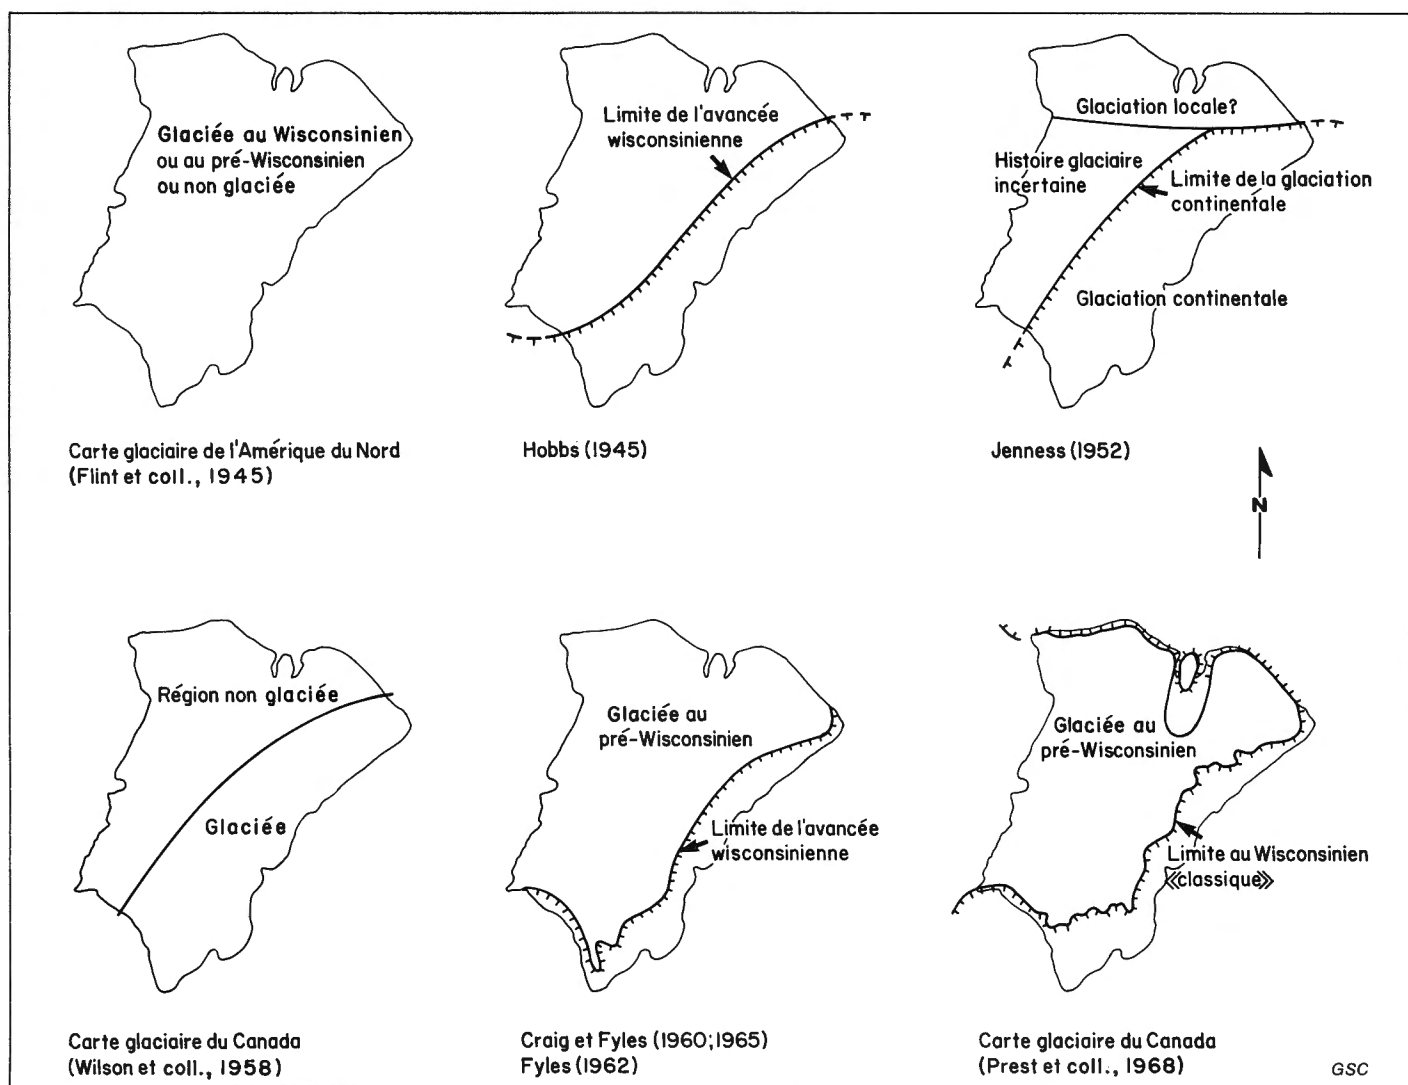 Glaciée au Wisconsinien
ou au pré-Wisconsinien
ou non glaciée
Carte glaciaire de l'Amérique du Nord
(Flint et coll., 1945)
Limite de l'avancée
wisconsinienne
Hobbs (1945)
Glaciation locale?
Histoire glaciaire
incertaine
Limite de la glaciation
continentale
Glaciation continentale
Jenness (1952)
N
Région non glaciée
Glaciée
Carte glaciaire du Canada
(Wilson et coll., 1958)
Glaciée au
pré-Wisconsinien
Limite de l'avancée
wisconsinienne
Craig et Fyles (1960;1965)
Fyles (1962)
Glaciée au
pré-Wisconsinien
Limite au Wisconsinien
《classique》
Carte glaciaire du Canada
(Prest et coll., 1968)
GSC